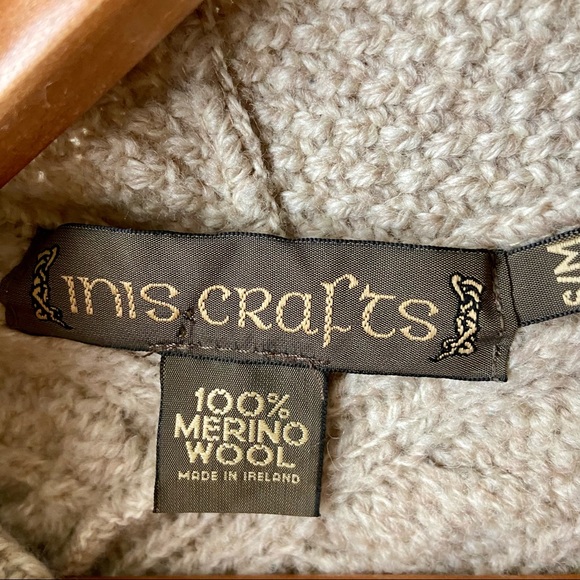 INIS CRAFTS
M
100%
MERINO
WOOL
MADE IN IRELAND